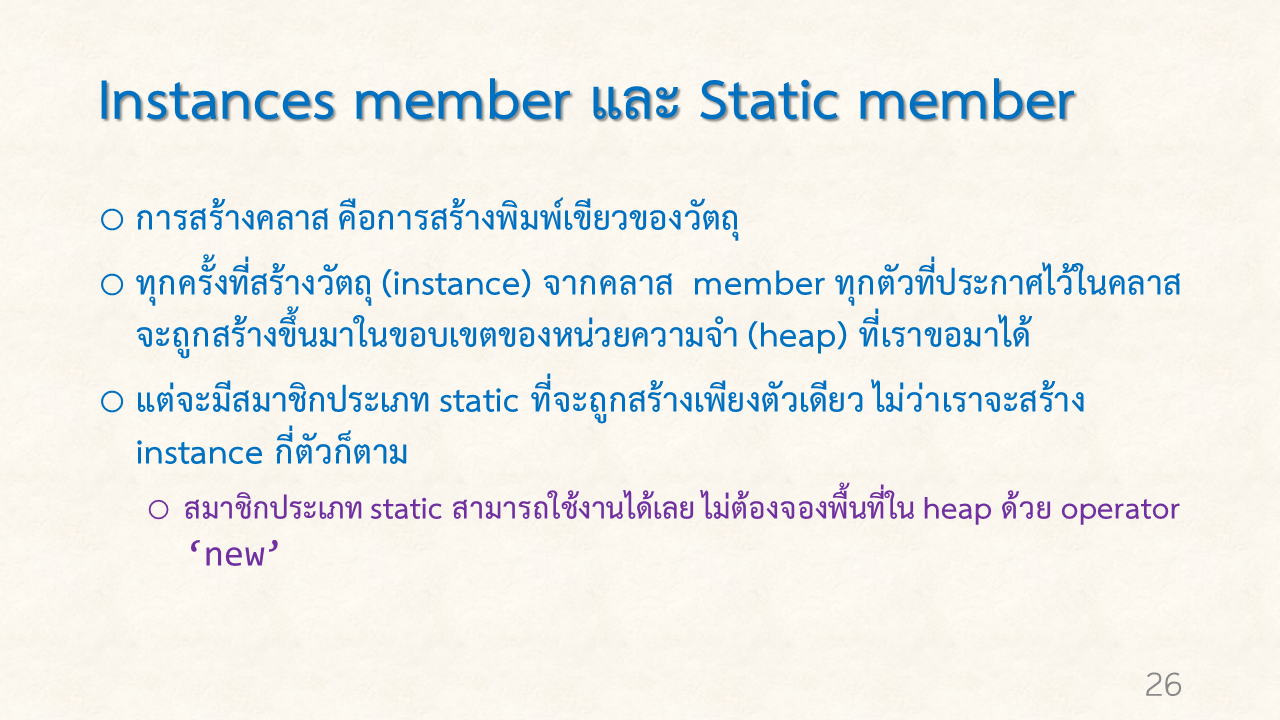 Instances member และ Static member
การสร้างคลาส คือการสร้างพิมพ์เขียวของวัตถุ
ทุกครั้งที่สร้างวัตถุ (instance) จากคลาส member ทุกตัวที่ประกาศไว้ในคลาส
จะถูกสร้างขึ้นมาในขอบเขตของหน่วยความจำ (heap) ที่เราขอมาได้
แต่จะมีสมาชิกประเภท static ที่จะถูกสร้างเพียงตัวเดียว ไม่ว่าเราจะสร้าง
instance กี่ตัวก็ตาม
สมาชิกประเภท static สามารถใช้งานได้เลย ไม่ต้องจองพื้นที่ใน heap ด้วย operator
‘new’
26